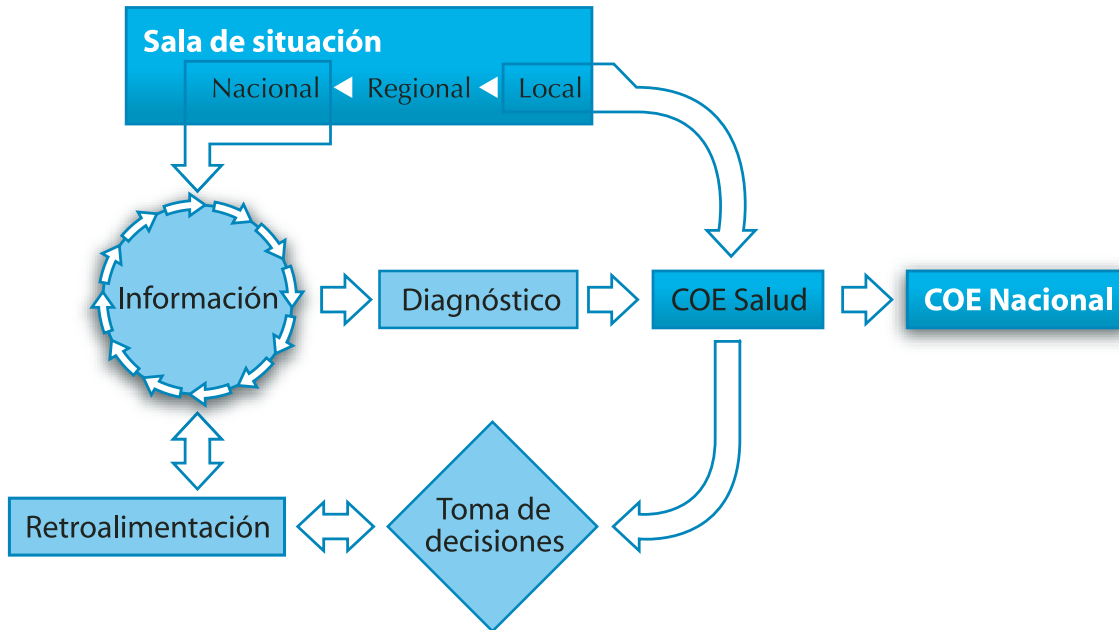 Sala de situación
Nacional Regional Local
Información
Diagnóstico
COE Salud
COE Nacional
Retroalimentación
Toma de
decisiones